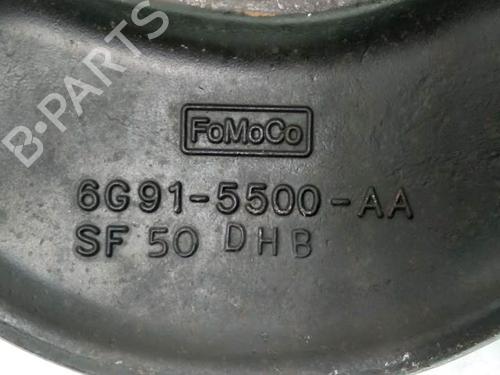 B-PARTS
FoMoCo
6G91-5500-AA
SF 50 DHB